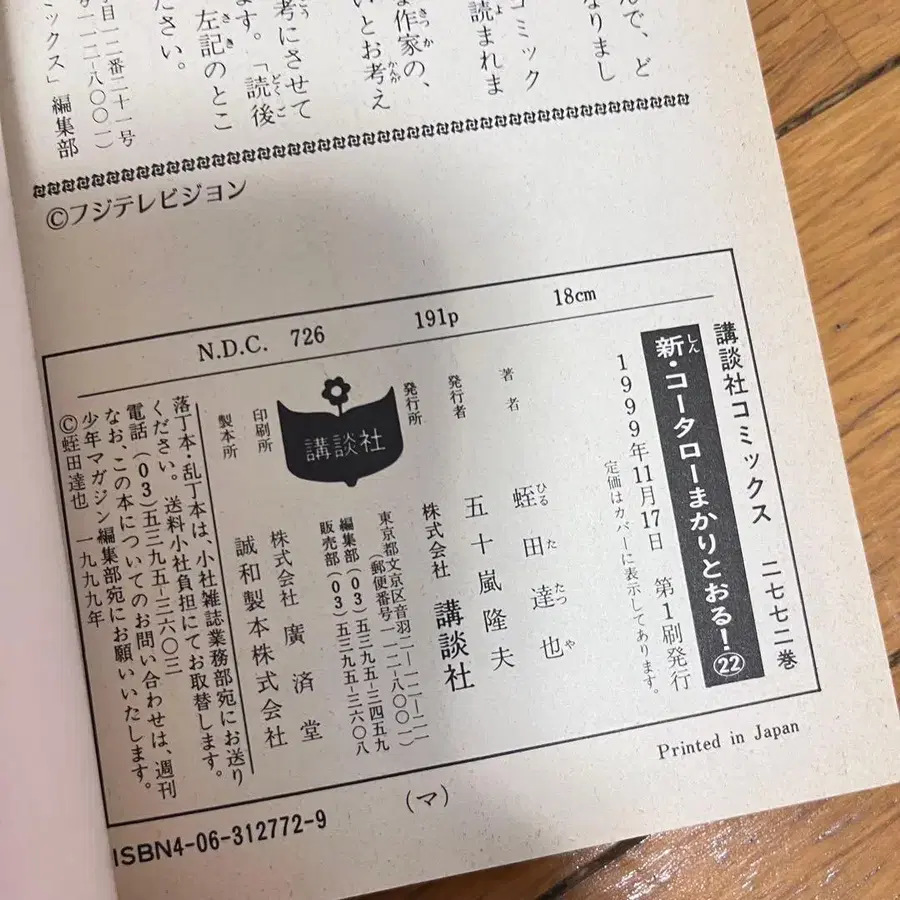 んで、ど
なりまし
コミック
読まれま
な作家の、
いとお考え
考にさせて
ます。「読後
左記のとこ
ださい。
目一二番二十一号
一一二-八〇〇一)
ミックス」編集部
©フジテレビジョン
N.D.C. 726 191p 18cm
講談社コミックス 二七七二巻
新・コータローまかりとおる!㉒
しん
1999年11月17日 第1刷発行
定価はカバーに表示してあります。
著者 蛭田達也
ひる た たつ や
発行者 五十嵐隆夫
発行所 株式会社 講談社
東京都文京区音羽二-一二-二一
(郵便番号一一二-八〇〇一)
編集部(03)五三九五-三四五九
販売部(03)五三九五-三六〇八
講談社
印刷所 株式会社 廣済堂
製本所 誠和製本株式会社
落丁本・乱丁本は、小社雑誌業務部宛にお送り
ください。送料小社負担にてお取替します。
電話(03)五三九五-三六〇三
なお、この本についてのお問い合わせは、週刊
少年マガジン編集部宛にお願いいたします。
©蛭田達也 一九九九年
Printed in Japan
(マ)
ISBN4-06-312772-9